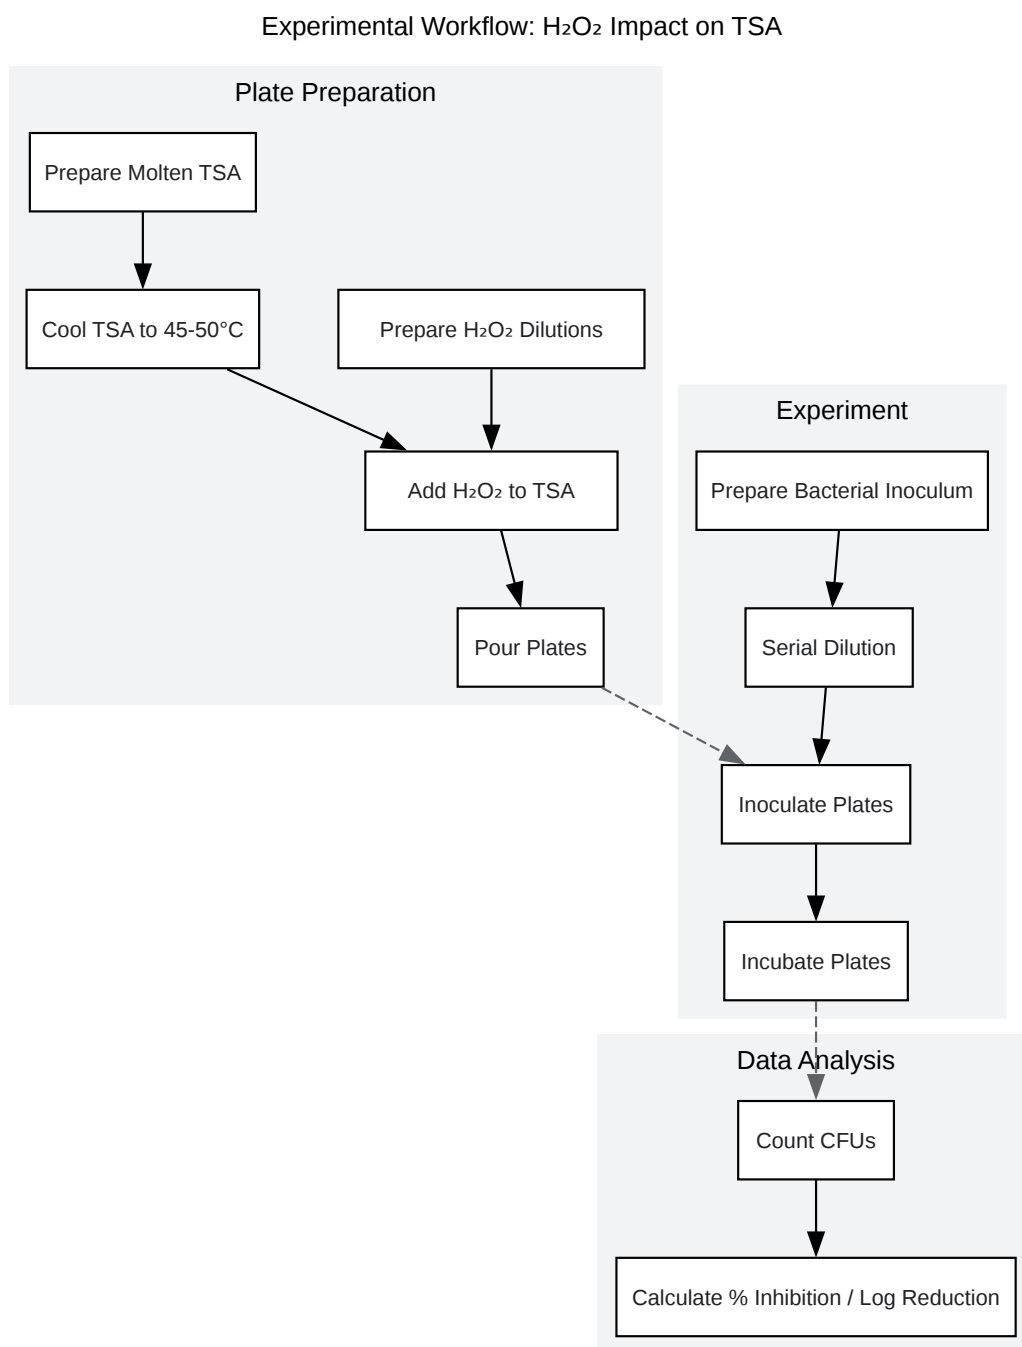 Experimental Workflow: H₂O₂ Impact on TSA
Plate Preparation
Prepare Molten TSA
Cool TSA to 45-50°C
Prepare H₂O₂ Dilutions
Add H₂O₂ to TSA
Pour Plates
Experiment
Prepare Bacterial Inoculum
Serial Dilution
Inoculate Plates
Incubate Plates
Data Analysis
Count CFUs
Calculate % Inhibition / Log Reduction